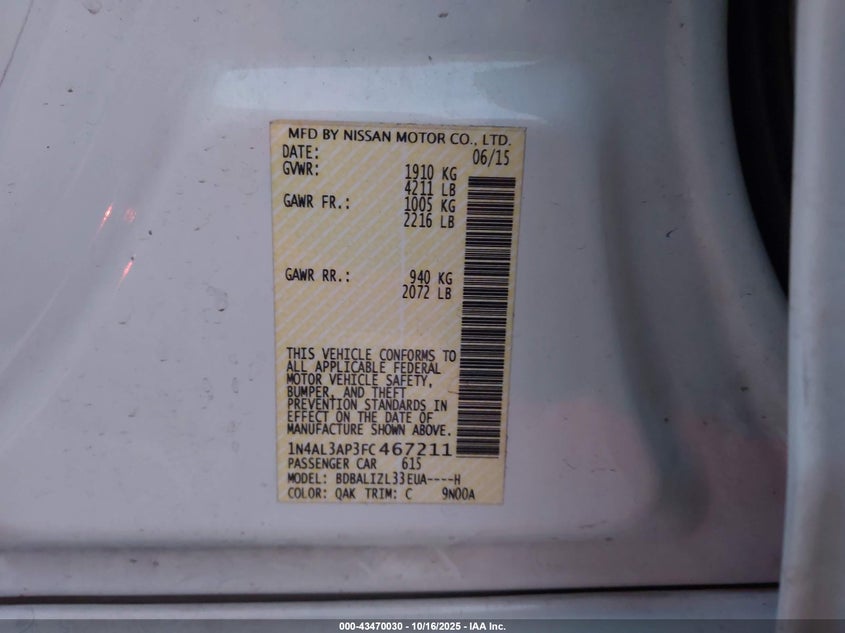 MFD BY NISSAN MOTOR CO., LTD.
DATE: 06/15
GVWR: 1910 KG
4211 LB
GAWR FR.: 1005 KG
2216 LB
GAWR RR.: 940 KG
2072 LB
THIS VEHICLE CONFORMS TO
ALL APPLICABLE FEDERAL
MOTOR VEHICLE SAFETY,
BUMPER, AND THEFT
PREVENTION STANDARDS IN
EFFECT ON THE DATE OF
MANUFACTURE SHOWN ABOVE.
1N4AL3AP3FC467211
PASSENGER CAR 615
MODEL: BDBALIZL33EUA----H
COLOR: QAK TRIM: C 9N00A
000-43470030 - 10/16/2025 - IAA Inc.